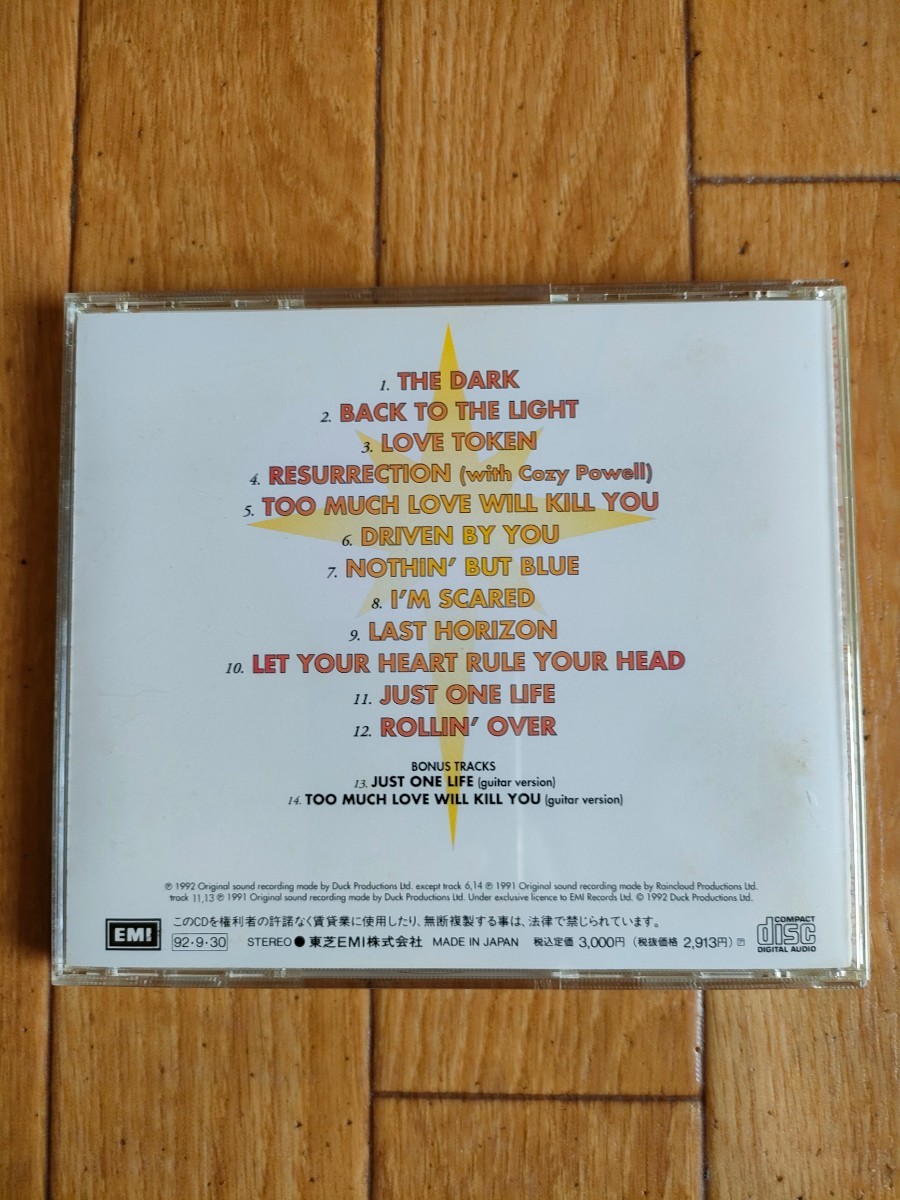 1. THE DARK
2. BACK TO THE LIGHT
3. LOVE TOKEN
4. RESURRECTION (with Cozy Powell)
5. TOO MUCH LOVE WILL KILL YOU
6. DRIVEN BY YOU
7. NOTHIN' BUT BLUE
8. I'M SCARED
9. LAST HORIZON
10. LET YOUR HEART RULE YOUR HEAD
11. JUST ONE LIFE
12. ROLLIN' OVER
BONUS TRACKS
13. JUST ONE LIFE (guitar version)
14. TOO MUCH LOVE WILL KILL YOU (guitar version)
℗ 1992 Original sound recording made by Duck Productions Ltd. except track 6,14 ℗ 1991 Original sound recording made by Raincloud Productions Ltd.
track 11,13 ℗ 1991 Original sound recording made by Duck Productions Ltd. Under exclusive licence to EMI Records Ltd. © 1992 Duck Productions Ltd.
このCDを権利者の許諾なく賃貸業に使用したり、無断複製する事は、法律で禁じられています。
EMI 92・9・30 STEREO ● 東芝EMI株式会社 MADE IN JAPAN 税込定価 3,000円 (税抜価格 2,913円)
COMPACT
disc
DIGITAL AUDIO